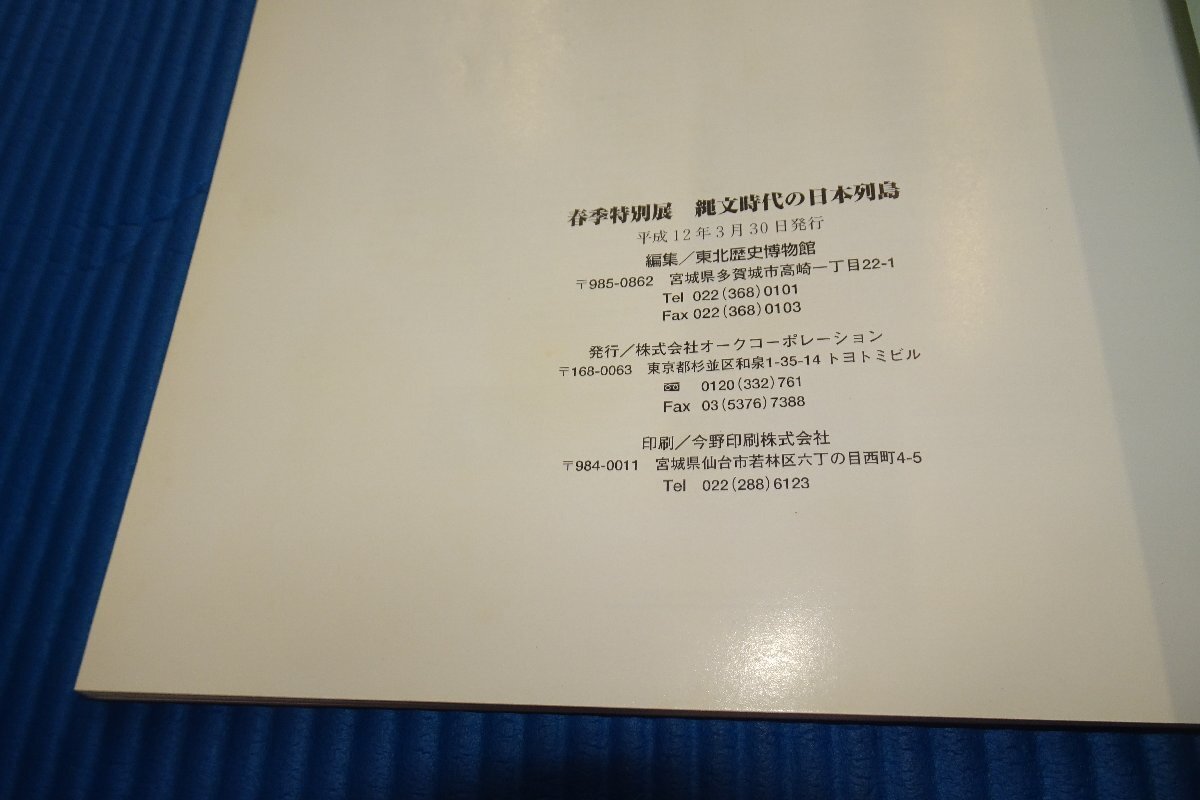 春季特別展　縄文時代の日本列島
平成12年3月30日発行
編集／東北歴史博物館
〒985-0862　宮城県多賀城市高崎一丁目22-1
Tel 022(368)0101
Fax 022(368)0103
発行／株式会社オークコーポレーション
〒168-0063　東京都杉並区和泉1-35-14 トヨトミビル
0120(332)761
Fax 03(5376)7388
印刷／今野印刷株式会社
〒984-0011　宮城県仙台市若林区六丁の目西町4-5
Tel 022(288)6123